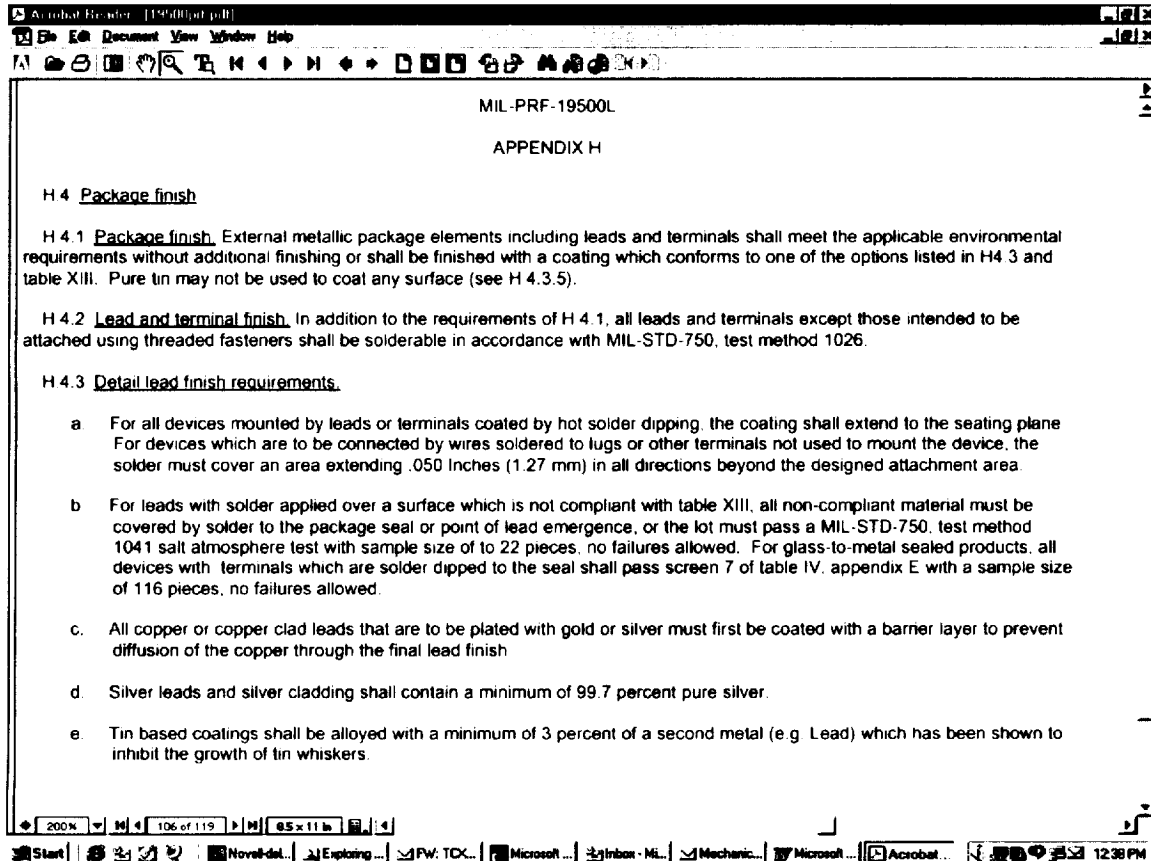 Acrobat Reader - [19500pd.pdf]
File Edit Document View Window Help
MIL-PRF-19500L
APPENDIX H
H.4 Package finish
H 4.1 Package finish. External metallic package elements including leads and terminals shall meet the applicable environmental
requirements without additional finishing or shall be finished with a coating which conforms to one of the options listed in H4 3 and
table XIII. Pure tin may not be used to coat any surface (see H 4.3.5).
H 4.2 Lead and terminal finish. In addition to the requirements of H 4.1, all leads and terminals except those intended to be
attached using threaded fasteners shall be solderable in accordance with MIL-STD-750, test method 1026.
H.4.3 Detail lead finish requirements.
a. For all devices mounted by leads or terminals coated by hot solder dipping, the coating shall extend to the seating plane
For devices which are to be connected by wires soldered to lugs or other terminals not used to mount the device, the
solder must cover an area extending .050 Inches (1.27 mm) in all directions beyond the designed attachment area.
b For leads with solder applied over a surface which is not compliant with table XIII, all non-compliant material must be
covered by solder to the package seal or point of lead emergence, or the lot must pass a MIL-STD-750, test method
1041 salt atmosphere test with sample size of to 22 pieces, no failures allowed. For glass-to-metal sealed products, all
devices with terminals which are solder dipped to the seal shall pass screen 7 of table IV, appendix E with a sample size
of 116 pieces, no failures allowed.
c. All copper or copper clad leads that are to be plated with gold or silver must first be coated with a barrier layer to prevent
diffusion of the copper through the final lead finish
d. Silver leads and silver cladding shall contain a minimum of 99.7 percent pure silver.
e. Tin based coatings shall be alloyed with a minimum of 3 percent of a second metal (e.g. Lead) which has been shown to
inhibit the growth of tin whiskers.
200% 106 of 119 8.5 x 11 in
Start Novell-del... Exploring ... FW: TCX... Microsoft ... Inbox - Mi... Mechanic... Microsoft ... Acrobat... 12:38 PM